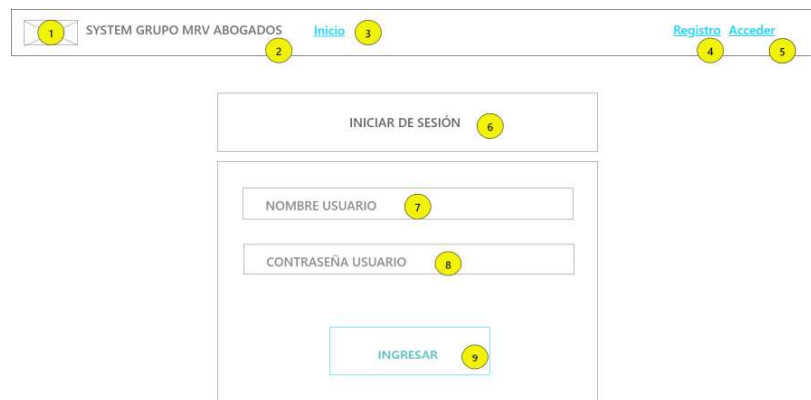 1 SYSTEM GRUPO MRV ABOGADOS 2 Inicio 3 Registro 4 Acceder 5
INICIAR DE SESIÓN 6
NOMBRE USUARIO 7
CONTRASEÑA USUARIO 8
INGRESAR 9